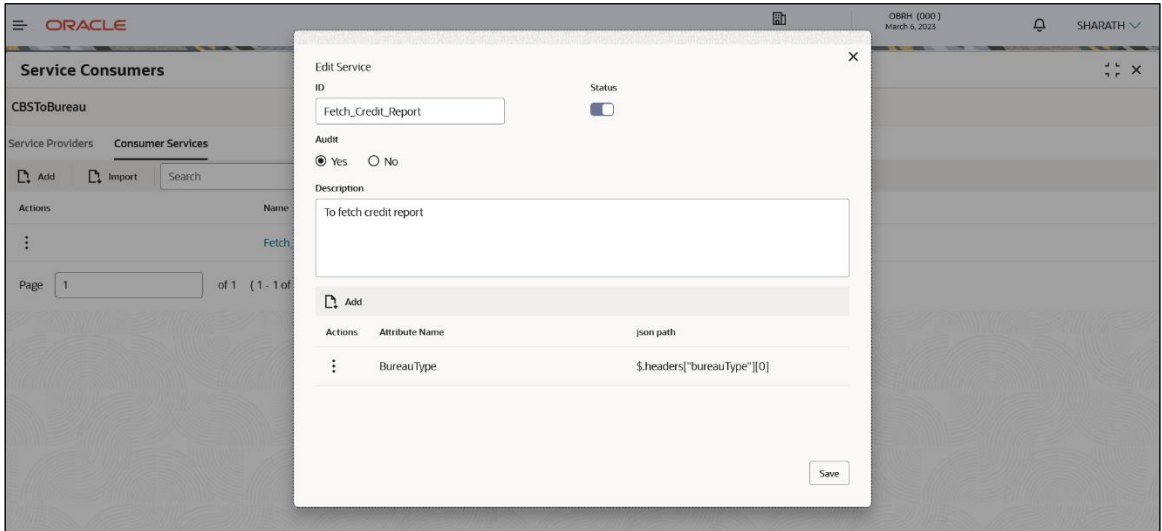 ORACLE
OBRH (000)
March 6, 2023
SHARATH
Service Consumers
CBSToBureau
Service Providers Consumer Services
Add Import Search
Actions Name
Fetch_
Page 1 of 1 (1 - 1 of
Edit Service
ID Status
Fetch_Credit_Report
Audit
Yes No
Description
To fetch credit report
Add
Actions Attribute Name json path
BureauType $.headers["bureauType"][0]
Save